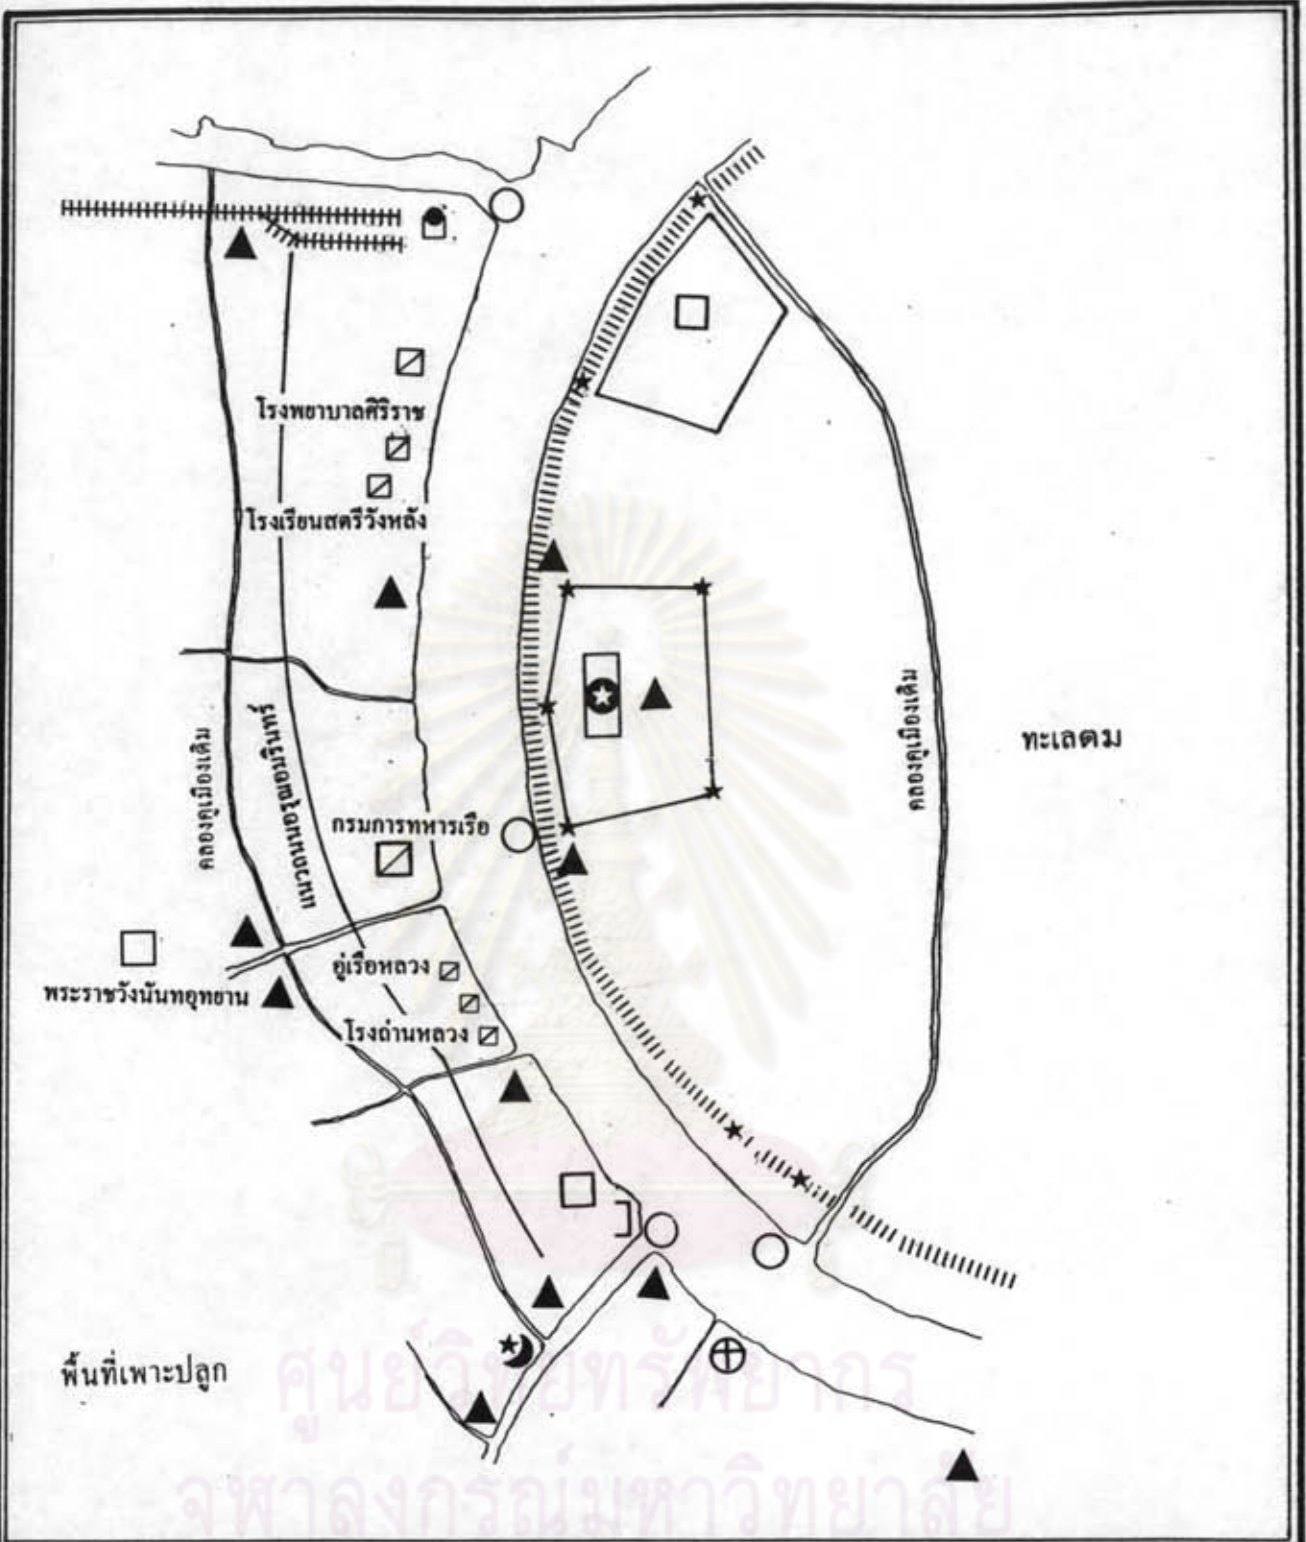 โรงพยาบาลศิริราช
โรงเรียนสตรีวังหลัง
คลองคูเมืองเดิม
แนวถนนอรุณอมรินทร์
คลองคูเมืองเดิม
ทะเลตม
กรมการทหารเรือ
อู่เรือหลวง
พระราชวังนันทอุทยาน
โรงถ่านหลวง
พื้นที่เพาะปลูก
ศูนย์วิทยทรัพยากร
จุฬาลงกรณ์มหาวิทยาลัย